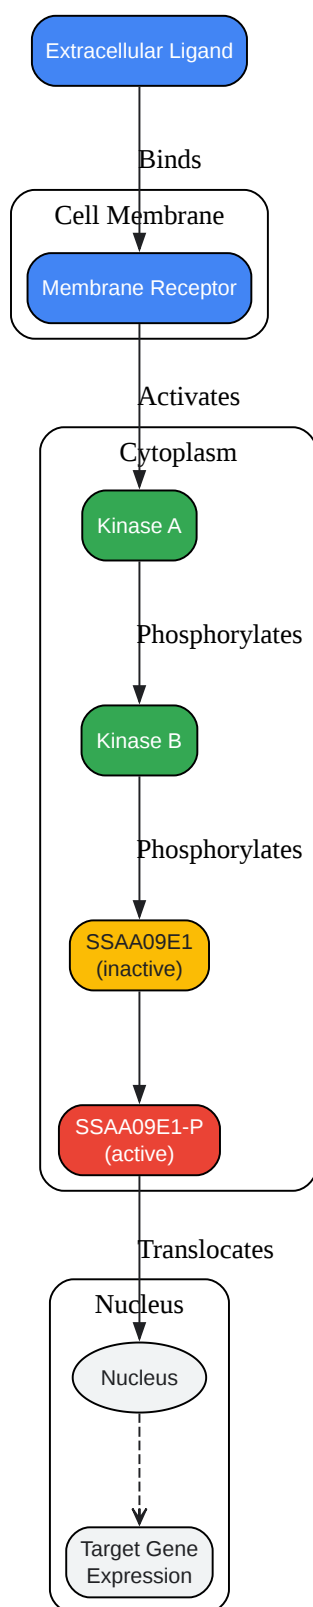 Extracellular Ligand
Binds
Cell Membrane
Membrane Receptor
Activates
Cytoplasm
Kinase A
Phosphorylates
Kinase B
Phosphorylates
SSAA09E1
(inactive)
SSAA09E1-P
(active)
Translocates
Nucleus
Nucleus
Target Gene
Expression